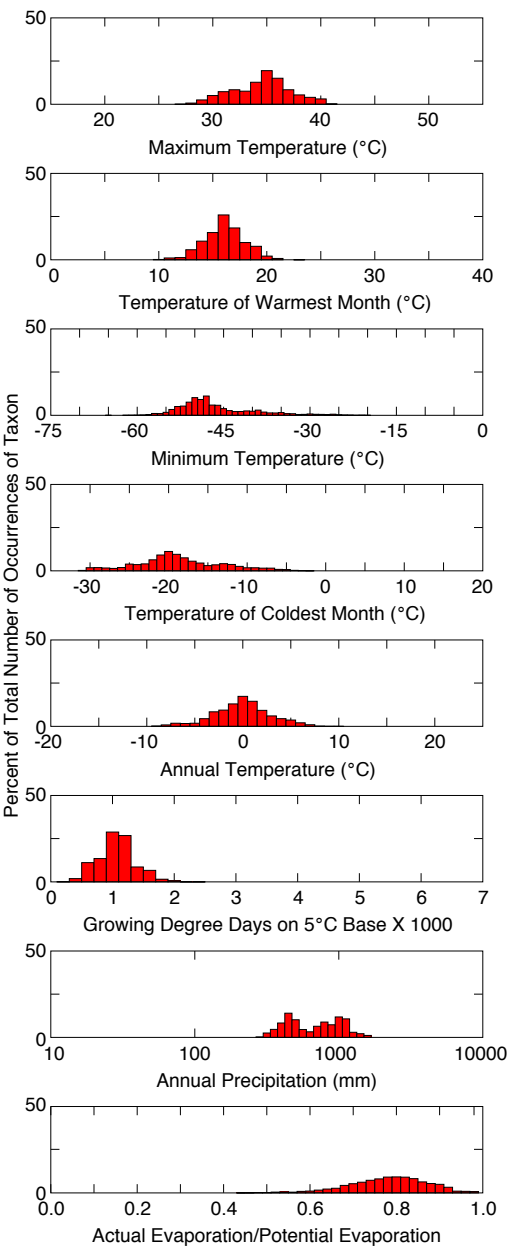 Percent of Total Number of Occurrences of Taxon
50
0
20 30 40 50
Maximum Temperature (°C)
50
0
0 10 20 30 40
Temperature of Warmest Month (°C)
50
0
-75 -60 -45 -30 -15 0
Minimum Temperature (°C)
50
0
-30 -20 -10 0 10 20
Temperature of Coldest Month (°C)
50
0
-20 -10 0 10 20
Annual Temperature (°C)
50
0
0 1 2 3 4 5 6 7
Growing Degree Days on 5°C Base X 1000
50
0
10 100 1000 10000
Annual Precipitation (mm)
50
0
0.0 0.2 0.4 0.6 0.8 1.0
Actual Evaporation/Potential Evaporation